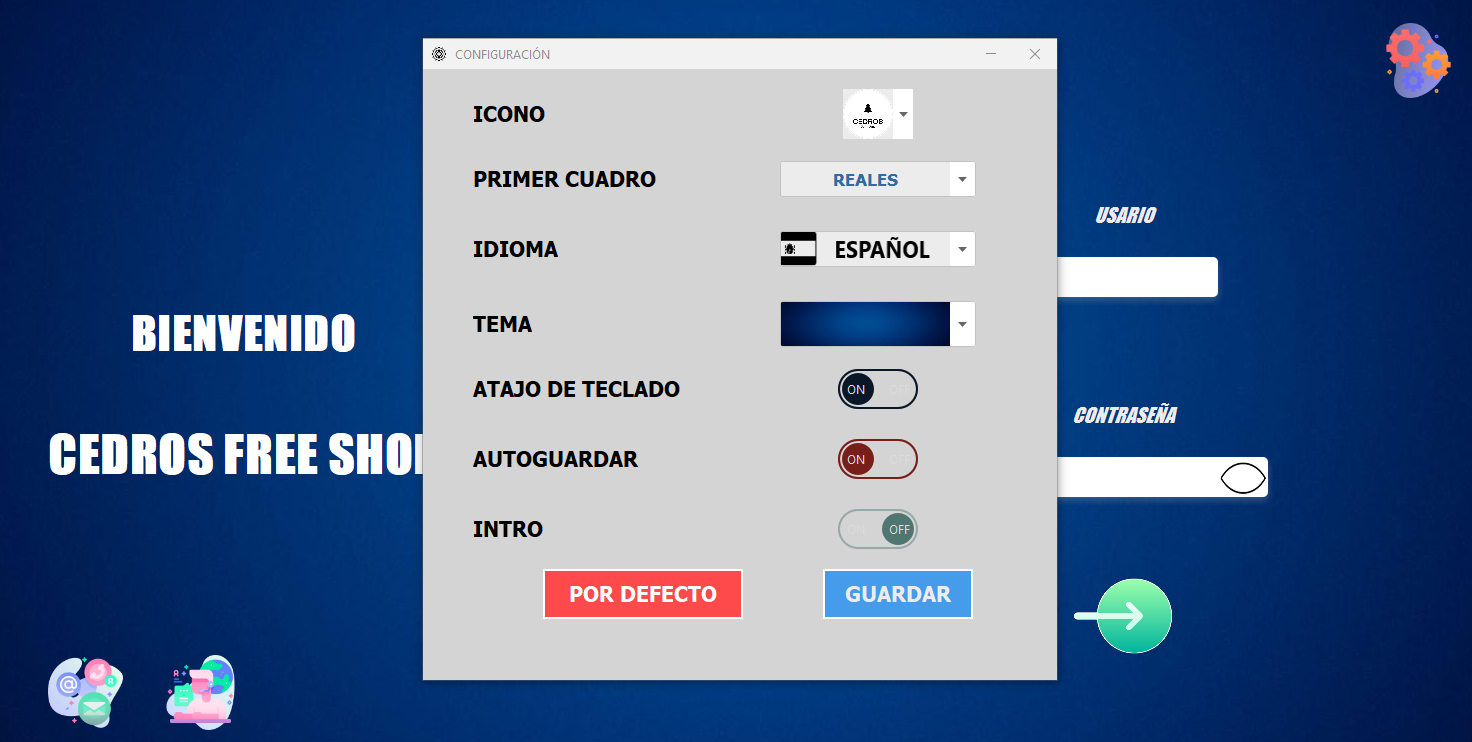 CONFIGURACIÓN
ICONO
CEDROS
PRIMER CUADRO
REALES
IDIOMA
ESPAÑOL
TEMA
ATAJO DE TECLADO
ON OFF
AUTOGUARDAR
ON OFF
INTRO
ON OFF
POR DEFECTO
GUARDAR
BIENVENIDO
CEDROS FREE SHO
USARIO
CONTRASEÑA